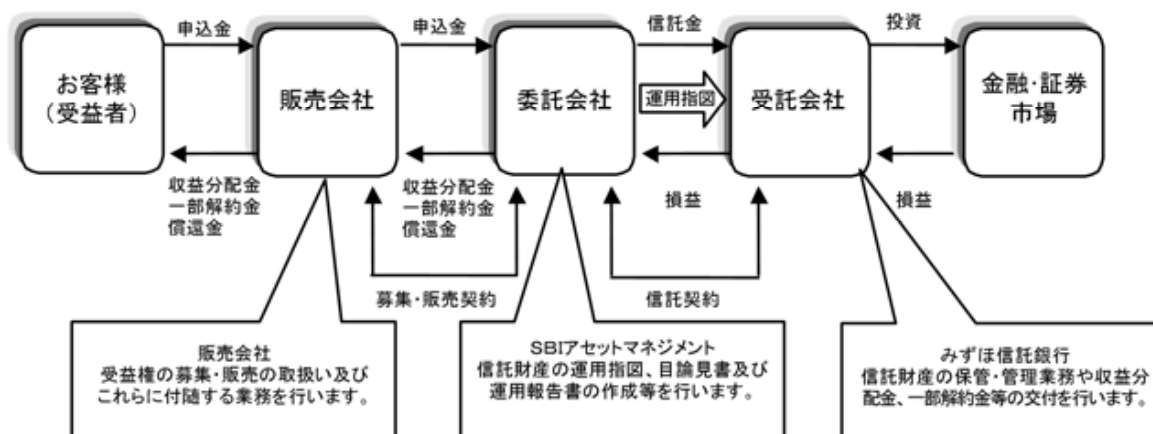 申込金
申込金
信託金
投資
お客様
（受益者）
販売会社
委託会社
運用指図
受託会社
金融・証券
市場
収益分配金
一部解約金
償還金
収益分配金
一部解約金
償還金
損益
損益
募集・販売契約
信託契約
販売会社
受益権の募集・販売の取扱い及び
これらに付随する業務を行います。
SBIアセットマネジメント
信託財産の運用指図、目論見書及び
運用報告書の作成等を行います。
みずほ信託銀行
信託財産の保管・管理業務や収益分
配金、一部解約金等の交付を行います。